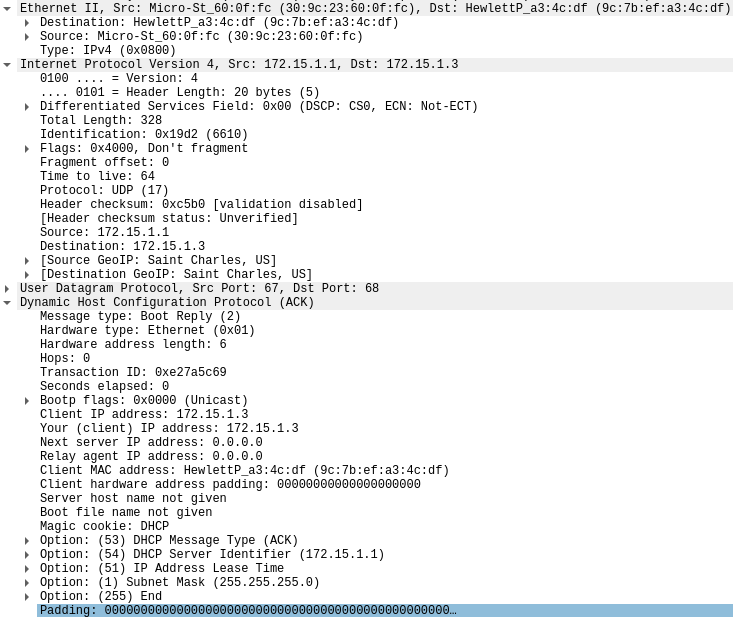 Ethernet II, Src: Micro-St_60:0f:fc (30:9c:23:60:0f:fc), Dst: HewlettP_a3:4c:df (9c:7b:ef:a3:4c:df)
Destination: HewlettP_a3:4c:df (9c:7b:ef:a3:4c:df)
Source: Micro-St_60:0f:fc (30:9c:23:60:0f:fc)
Type: IPv4 (0x0800)
Internet Protocol Version 4, Src: 172.15.1.1, Dst: 172.15.1.3
0100 .... = Version: 4
.... 0101 = Header Length: 20 bytes (5)
Differentiated Services Field: 0x00 (DSCP: CS0, ECN: Not-ECT)
Total Length: 328
Identification: 0x19d2 (6610)
Flags: 0x4000, Don't fragment
Fragment offset: 0
Time to live: 64
Protocol: UDP (17)
Header checksum: 0xc5b0 [validation disabled]
[Header checksum status: Unverified]
Source: 172.15.1.1
Destination: 172.15.1.3
[Source GeoIP: Saint Charles, US]
[Destination GeoIP: Saint Charles, US]
User Datagram Protocol, Src Port: 67, Dst Port: 68
Dynamic Host Configuration Protocol (ACK)
Message type: Boot Reply (2)
Hardware type: Ethernet (0x01)
Hardware address length: 6
Hops: 0
Transaction ID: 0xe27a5c69
Seconds elapsed: 0
Bootp flags: 0x0000 (Unicast)
Client IP address: 172.15.1.3
Your (client) IP address: 172.15.1.3
Next server IP address: 0.0.0.0
Relay agent IP address: 0.0.0.0
Client MAC address: HewlettP_a3:4c:df (9c:7b:ef:a3:4c:df)
Client hardware address padding: 00000000000000000000
Server host name not given
Boot file name not given
Magic cookie: DHCP
Option: (53) DHCP Message Type (ACK)
Option: (54) DHCP Server Identifier (172.15.1.1)
Option: (51) IP Address Lease Time
Option: (1) Subnet Mask (255.255.255.0)
Option: (255) End
Padding: 000000000000000000000000000000000000000000000000…